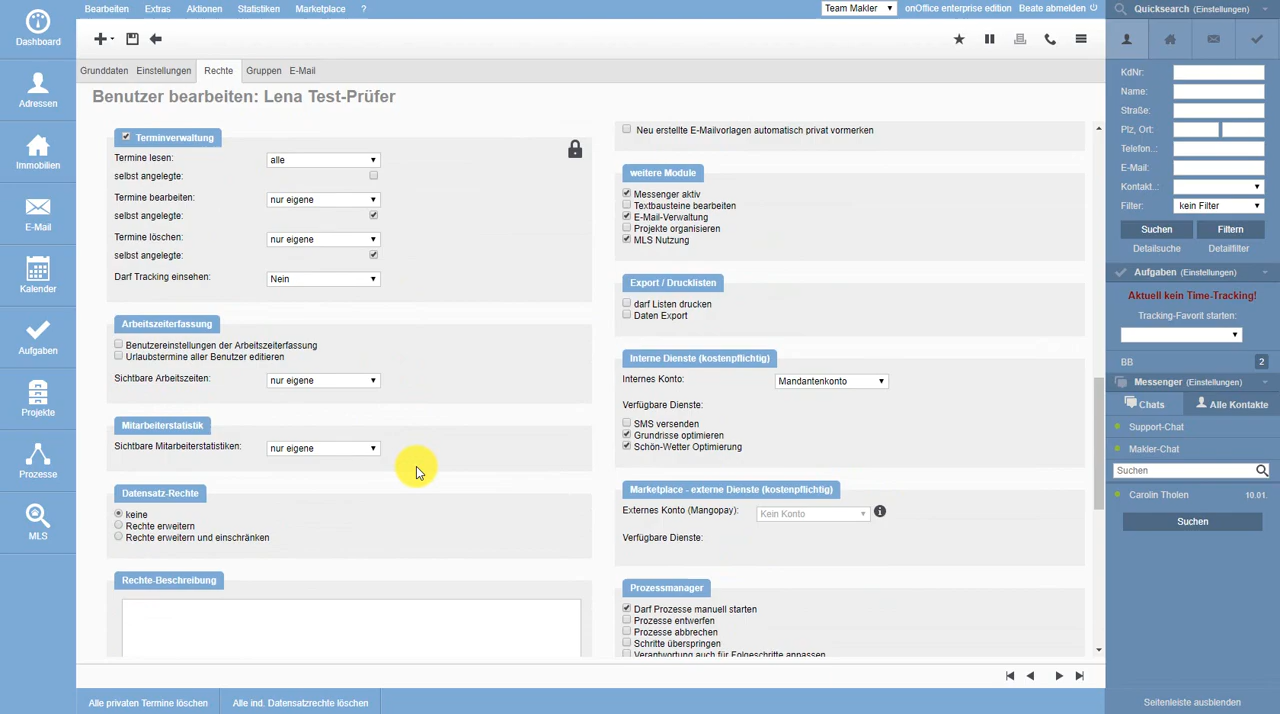 Bearbeiten Extras Aktionen Statistiken Marketplace ?
Team Makler onOffice enterprise edition Beate abmelden
Quicksearch (Einstellungen)
Dashboard
Adressen
Immobilien
E-Mail
Kalender
Aufgaben
Projekte
Prozesse
MLS
Grunddaten Einstellungen Rechte Gruppen E-Mail
Benutzer bearbeiten: Lena Test-Prüfer
Terminverwaltung
Termine lesen: alle
selbst angelegte:
Termine bearbeiten: nur eigene
selbst angelegte:
Termine löschen: nur eigene
selbst angelegte:
Darf Tracking einsehen: Nein
Arbeitszeiterfassung
Benutzereinstellungen der Arbeitszeiterfassung
Urlaubstermine aller Benutzer editieren
Sichtbare Arbeitszeiten: nur eigene
Mitarbeiterstatistik
Sichtbare Mitarbeiterstatistiken: nur eigene
Datensatz-Rechte
keine
Rechte erweitern
Rechte erweitern und einschränken
Rechte-Beschreibung
Neu erstellte E-Mailvorlagen automatisch privat vormerken
weitere Module
Messenger aktiv
Textbausteine bearbeiten
E-Mail-Verwaltung
Projekte organisieren
MLS Nutzung
Export / Drucklisten
darf Listen drucken
Daten Export
Interne Dienste (kostenpflichtig)
Internes Konto: Mandantenkonto
Verfügbare Dienste:
SMS versenden
Grundrisse optimieren
Schön-Wetter Optimierung
Marketplace - externe Dienste (kostenpflichtig)
Externes Konto (Mangopay): Kein Konto
Verfügbare Dienste:
Prozessmanager
Darf Prozesse manuell starten
Prozesse entwerfen
Prozesse abbrechen
Schritte überspringen
Verantwortung auch für Folgeschritte anpassen
Alle privaten Termine löschen Alle ind. Datensatzrechte löschen
KdNr:
Name:
Straße:
Plz, Ort:
Telefon..:
E-Mail:
Kontakt..:
Filter: kein Filter
Suchen Filtern
Detailsuche Detailfilter
Aufgaben (Einstellungen)
Aktuell kein Time-Tracking!
Tracking-Favorit starten:
BB 2
Messenger (Einstellungen)
Chats Alle Kontakte
Support-Chat
Makler-Chat
Suchen
Carolin Tholen 10.01.
Suchen
Seitenleiste ausblenden